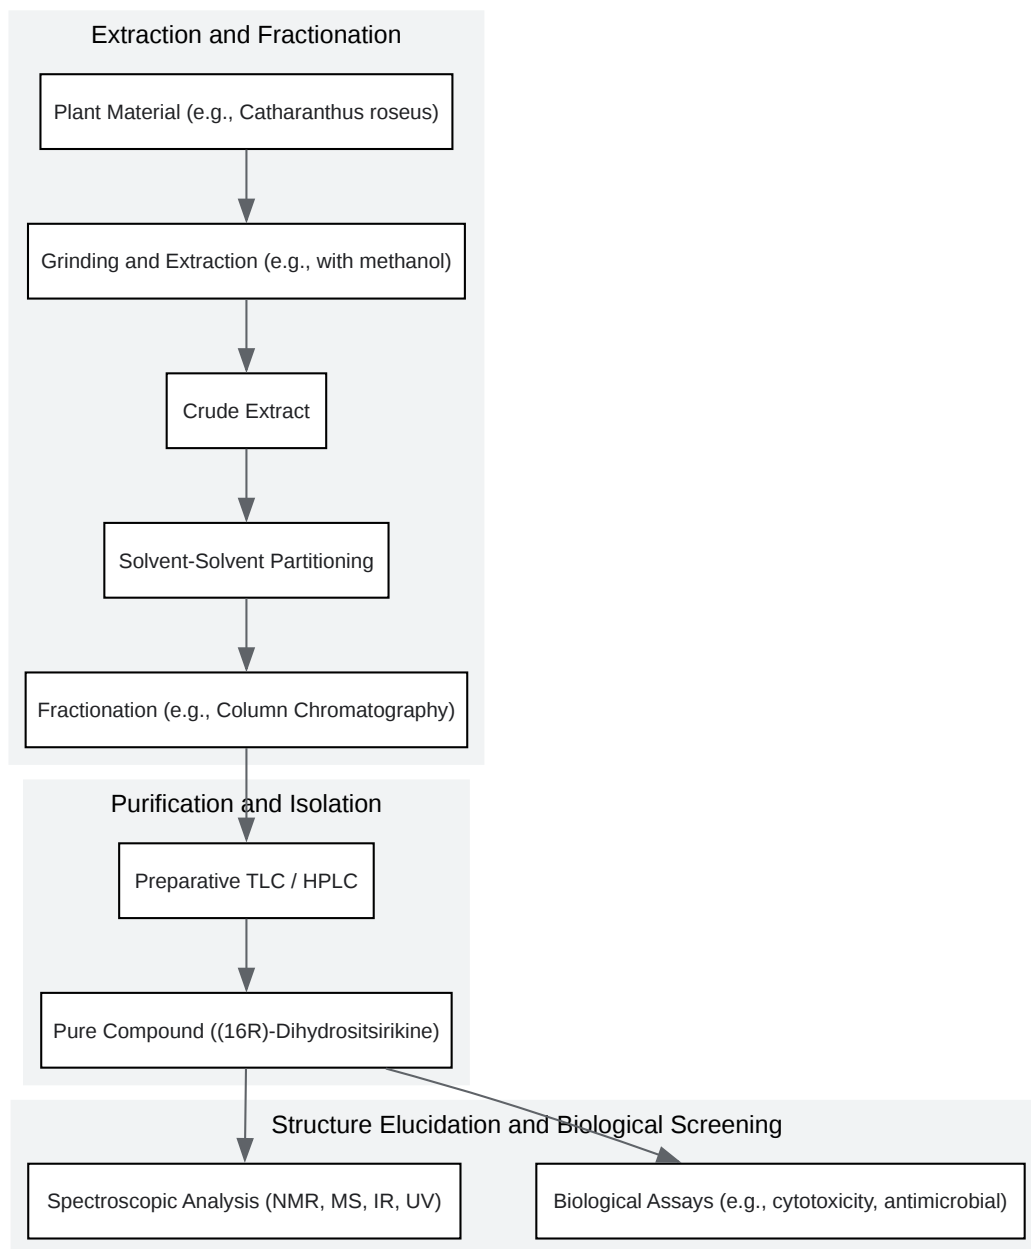 Extraction and Fractionation
Plant Material (e.g., Catharanthus roseus)
Grinding and Extraction (e.g., with methanol)
Crude Extract
Solvent-Solvent Partitioning
Fractionation (e.g., Column Chromatography)
Purification and Isolation
Preparative TLC / HPLC
Pure Compound ((16R)-Dihydrositsirikine)
Structure Elucidation and Biological Screening
Spectroscopic Analysis (NMR, MS, IR, UV)
Biological Assays (e.g., cytotoxicity, antimicrobial)